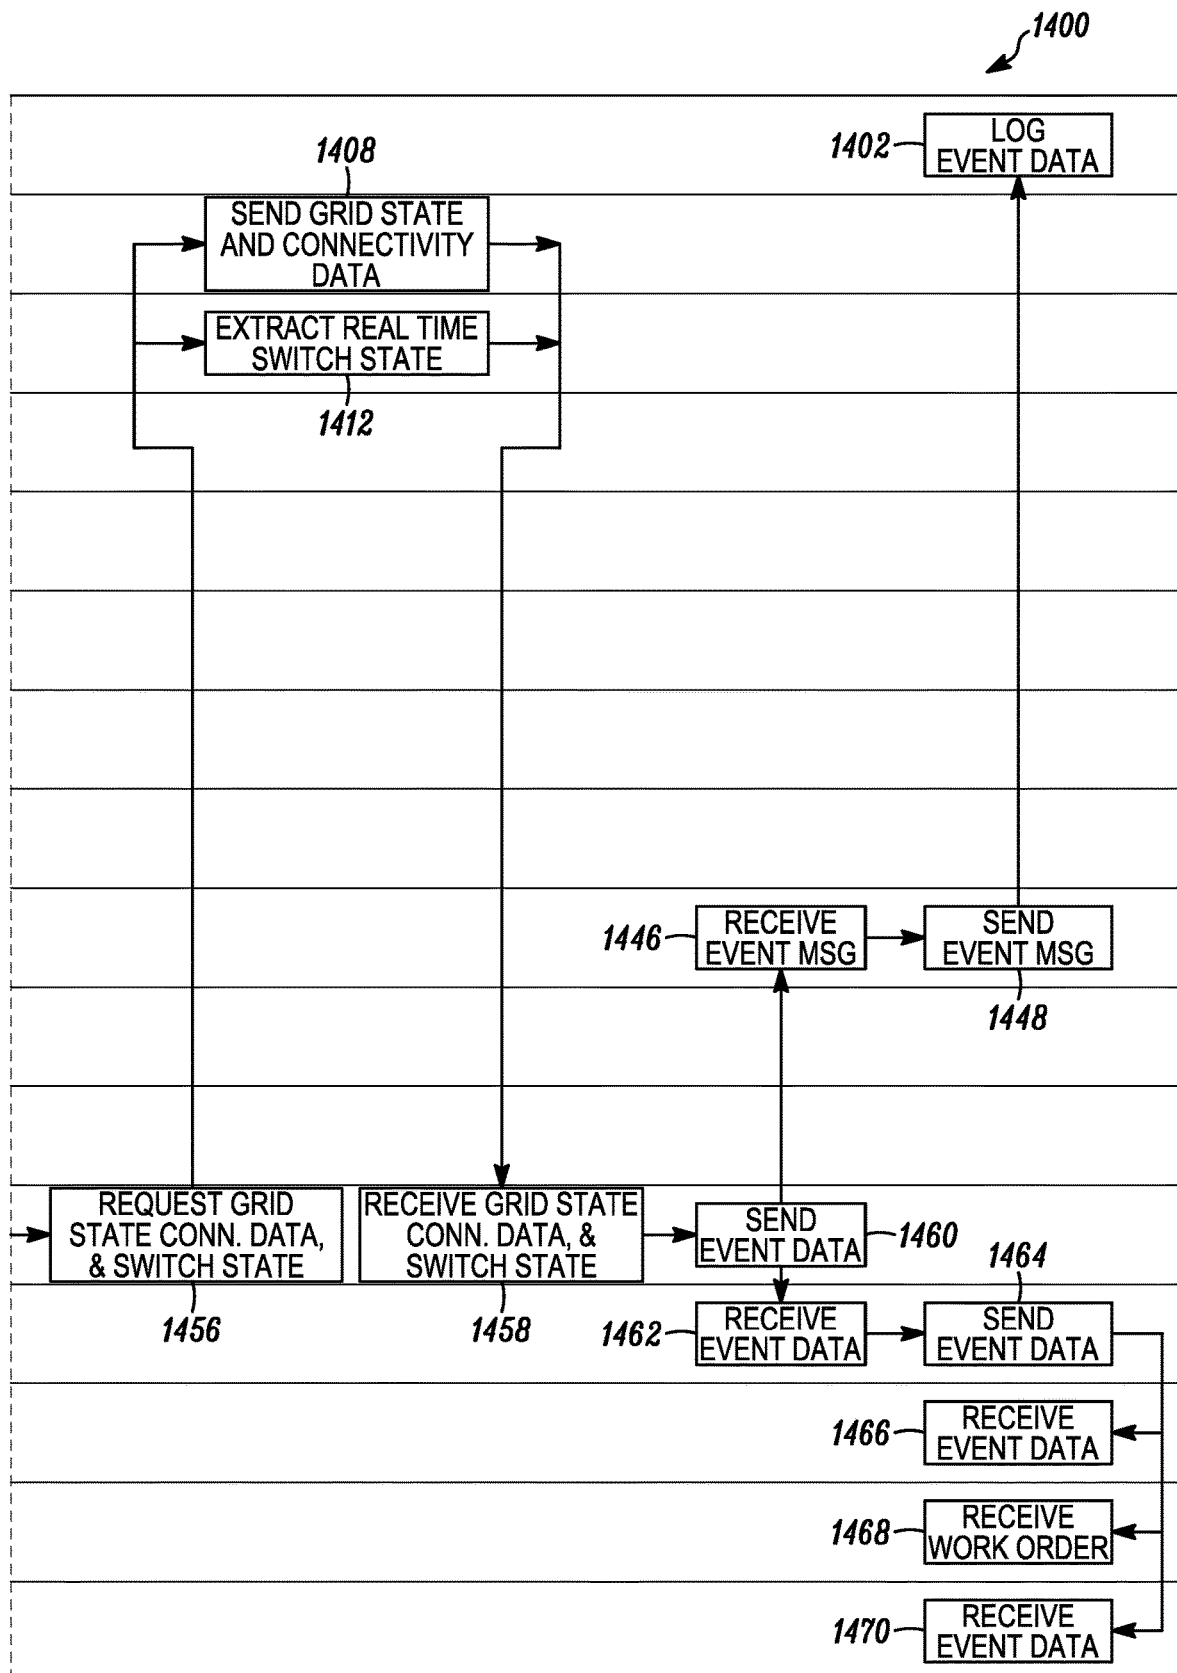 1400
1402
LOG
EVENT DATA
1408
SEND GRID STATE
AND CONNECTIVITY
DATA
EXTRACT REAL TIME
SWITCH STATE
1412
1446
RECEIVE
EVENT MSG
SEND
EVENT MSG
1448
REQUEST GRID
STATE CONN. DATA,
& SWITCH STATE
1456
RECEIVE GRID STATE
CONN. DATA, &
SWITCH STATE
1458
SEND
EVENT DATA
1460
1462
RECEIVE
EVENT DATA
1464
SEND
EVENT DATA
1466
RECEIVE
EVENT DATA
1468
RECEIVE
WORK ORDER
1470
RECEIVE
EVENT DATA